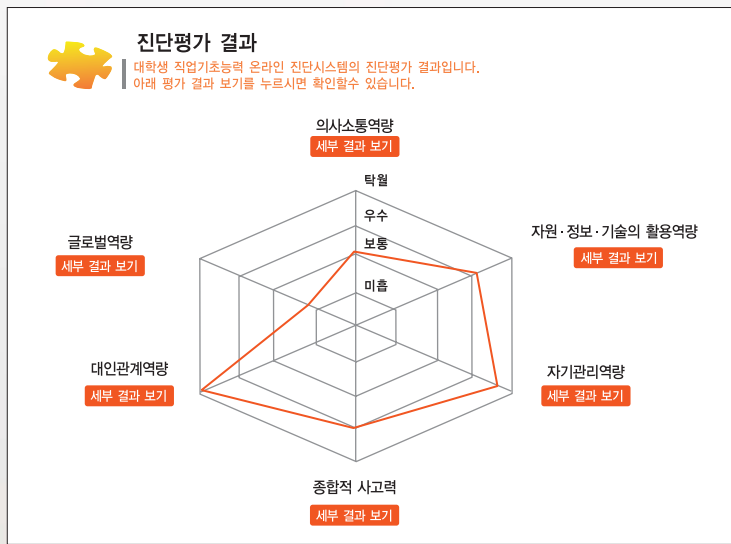 진단평가 결과
대학생 직업기초능력 온라인 진단시스템의 진단평가 결과입니다.
아래 평가 결과 보기를 누르시면 확인할수 있습니다.
의사소통역량
세부 결과 보기
탁월
우수
보통
미흡
자원·정보·기술의 활용역량
세부 결과 보기
글로벌역량
세부 결과 보기
대인관계역량
세부 결과 보기
자기관리역량
세부 결과 보기
종합적 사고력
세부 결과 보기